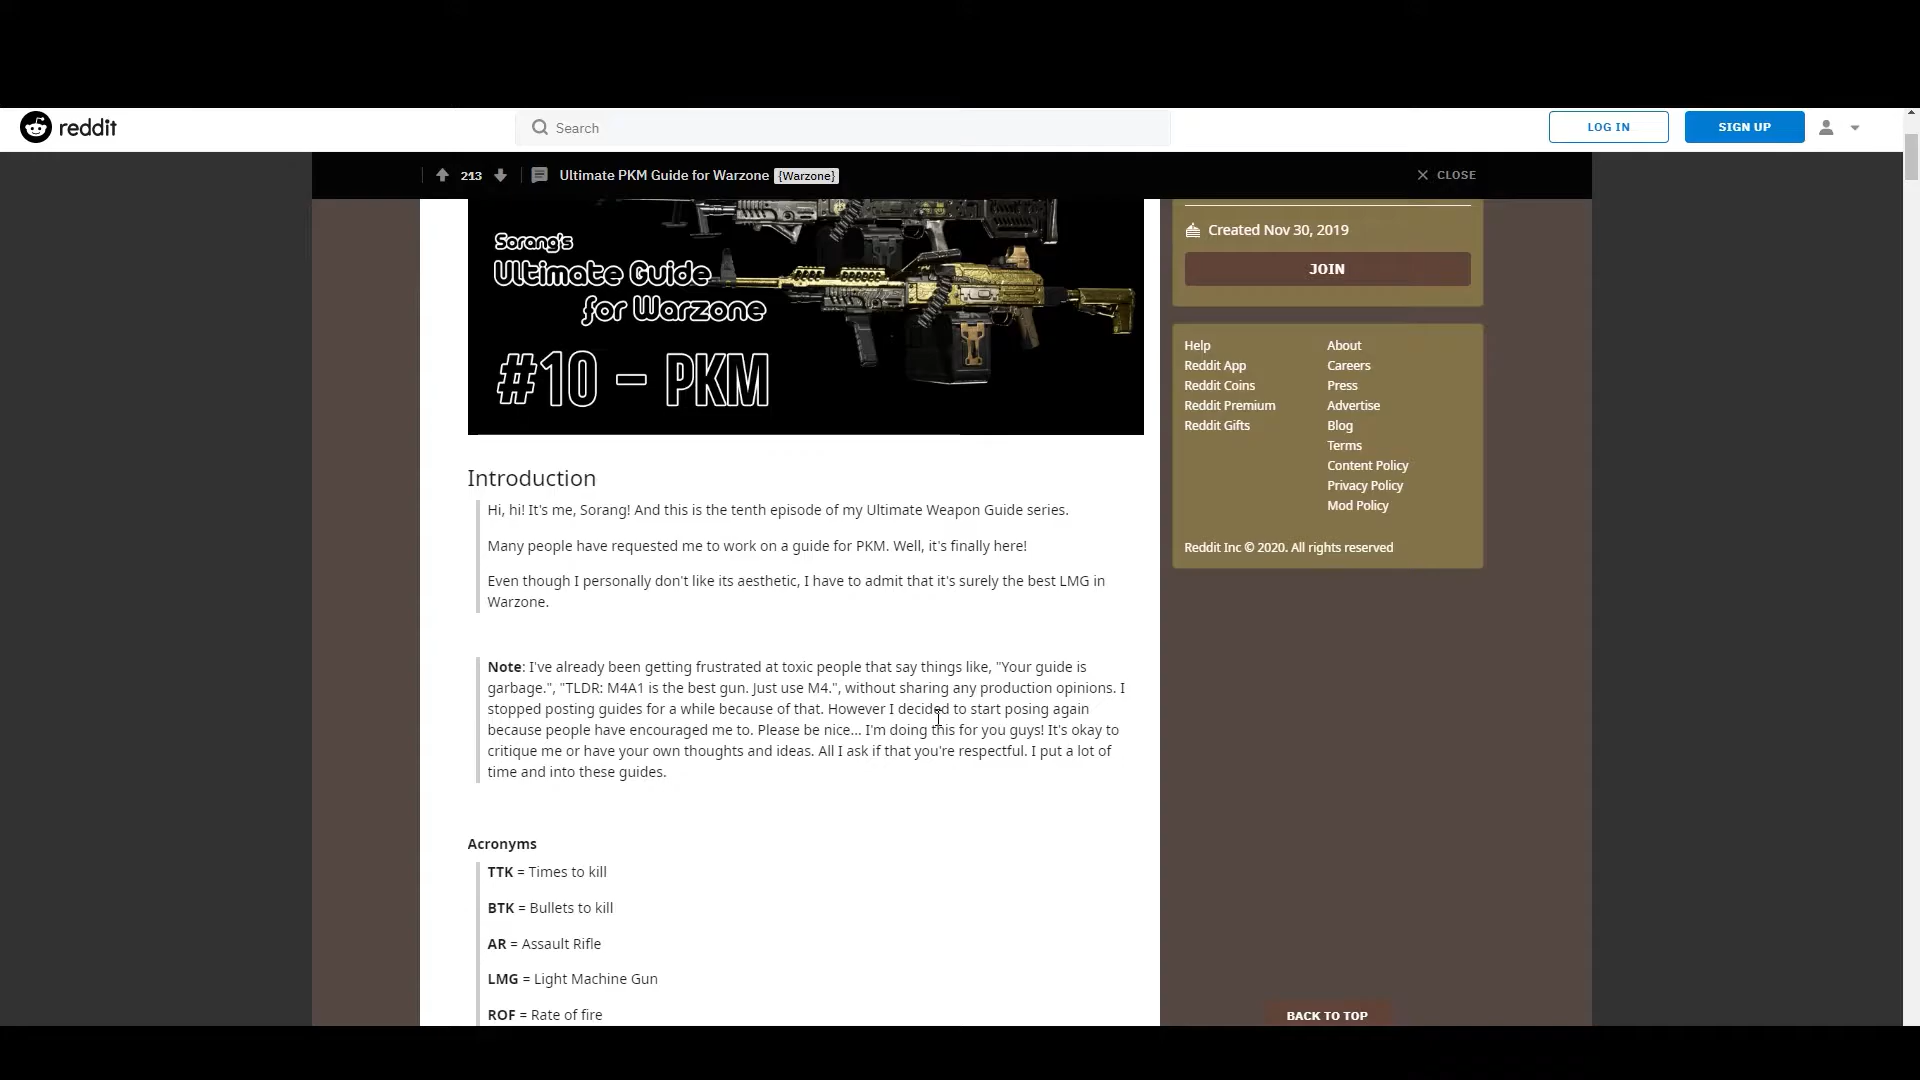 reddit
Search
LOG IN
SIGN UP
213
Ultimate PKM Guide for Warzone {Warzone}
CLOSE
Sorang's
Ultimate Guide
for Warzone
#10 - PKM
Introduction
Hi, hi! It's me, Sorang! And this is the tenth episode of my Ultimate Weapon Guide series.
Many people have requested me to work on a guide for PKM. Well, it's finally here!
Even though I personally don't like its aesthetic, I have to admit that it's surely the best LMG in
Warzone.
Note: I've already been getting frustrated at toxic people that say things like, "Your guide is
garbage.", "TLDR: M4A1 is the best gun. Just use M4.", without sharing any production opinions. I
stopped posting guides for a while because of that. However I decided to start posing again
because people have encouraged me to. Please be nice... I'm doing this for you guys! It's okay to
critique me or have your own thoughts and ideas. All I ask if that you're respectful. I put a lot of
time and into these guides.
Acronyms
TTK = Times to kill
BTK = Bullets to kill
AR = Assault Rifle
LMG = Light Machine Gun
ROF = Rate of fire
Created Nov 30, 2019
JOIN
Help
Reddit App
Reddit Coins
Reddit Premium
Reddit Gifts
About
Careers
Press
Advertise
Blog
Terms
Content Policy
Privacy Policy
Mod Policy
Reddit Inc © 2020. All rights reserved
BACK TO TOP